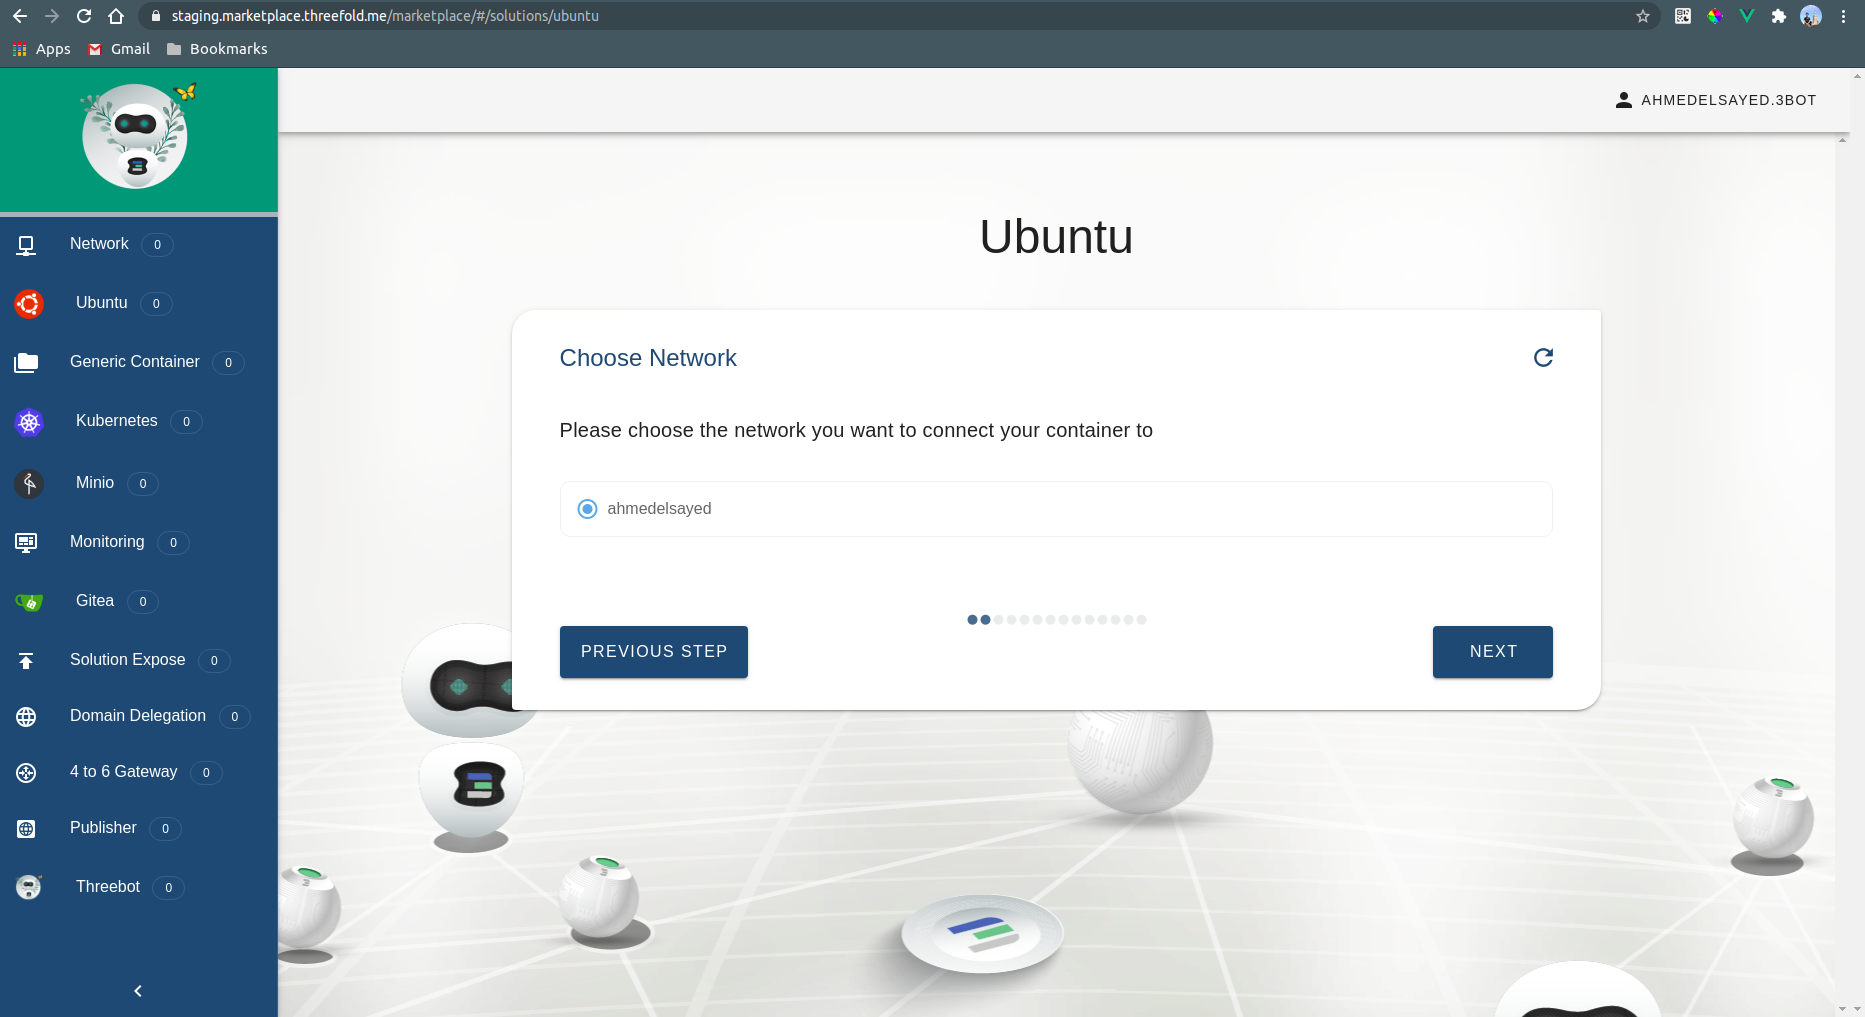 staging.marketplace.threefold.me/marketplace/#/solutions/ubuntu
Apps Gmail Bookmarks
AHMEDELSAYED.3BOT
Network 0
Ubuntu 0
Generic Container 0
Kubernetes 0
Minio 0
Monitoring 0
Gitea 0
Solution Expose 0
Domain Delegation 0
4 to 6 Gateway 0
Publisher 0
Threebot 0
Ubuntu
Choose Network
Please choose the network you want to connect your container to
ahmedelsayed
PREVIOUS STEP
NEXT